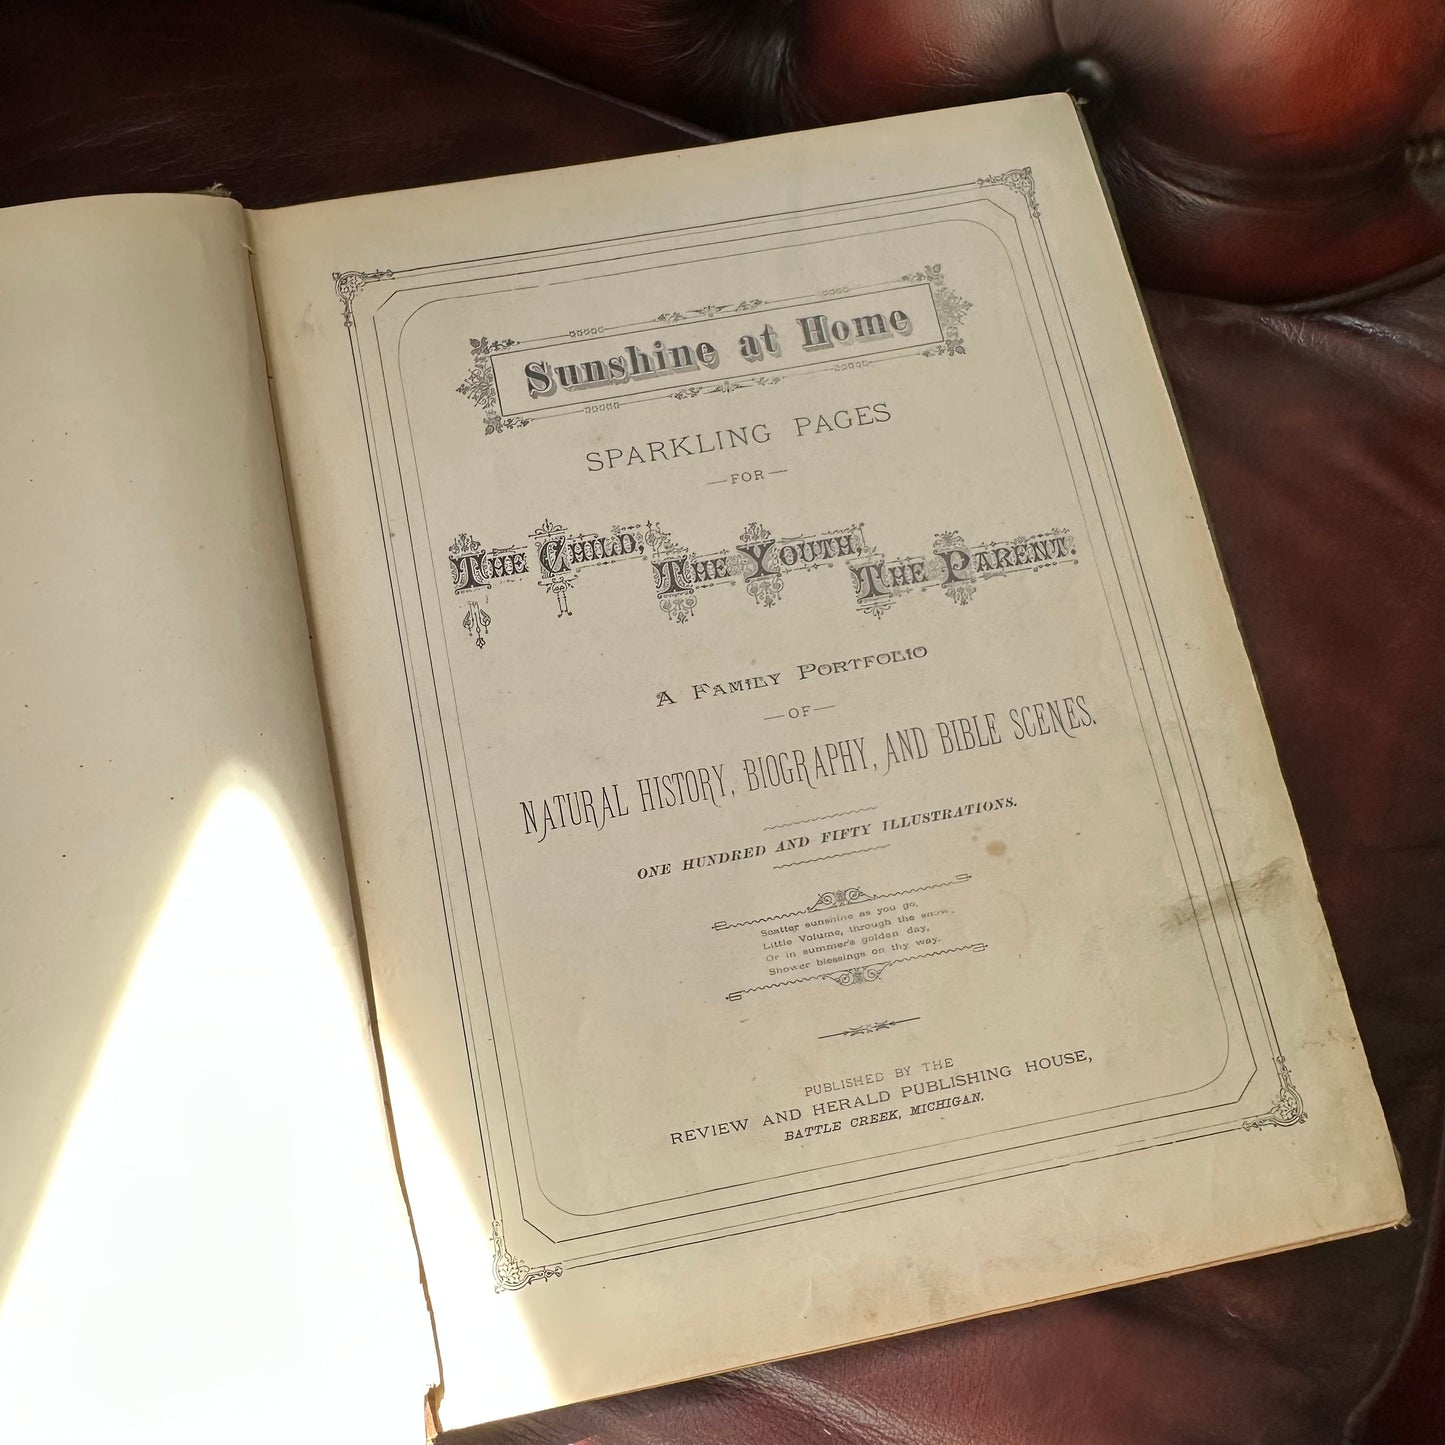 Sunshine at Home
SPARKLING PAGES
—FOR—
THE CHILD, THE YOUTH, THE PARENT.
A FAMILY PORTFOLIO
—OF—
NATURAL HISTORY, BIOGRAPHY, AND BIBLE SCENES.
ONE HUNDRED AND FIFTY ILLUSTRATIONS.
Scatter sunshine as you go,
Little Volume, through the snow,
Or in summer's golden day,
Shower blessings on thy way.
PUBLISHED BY THE
REVIEW AND HERALD PUBLISHING HOUSE,
BATTLE CREEK, MICHIGAN.